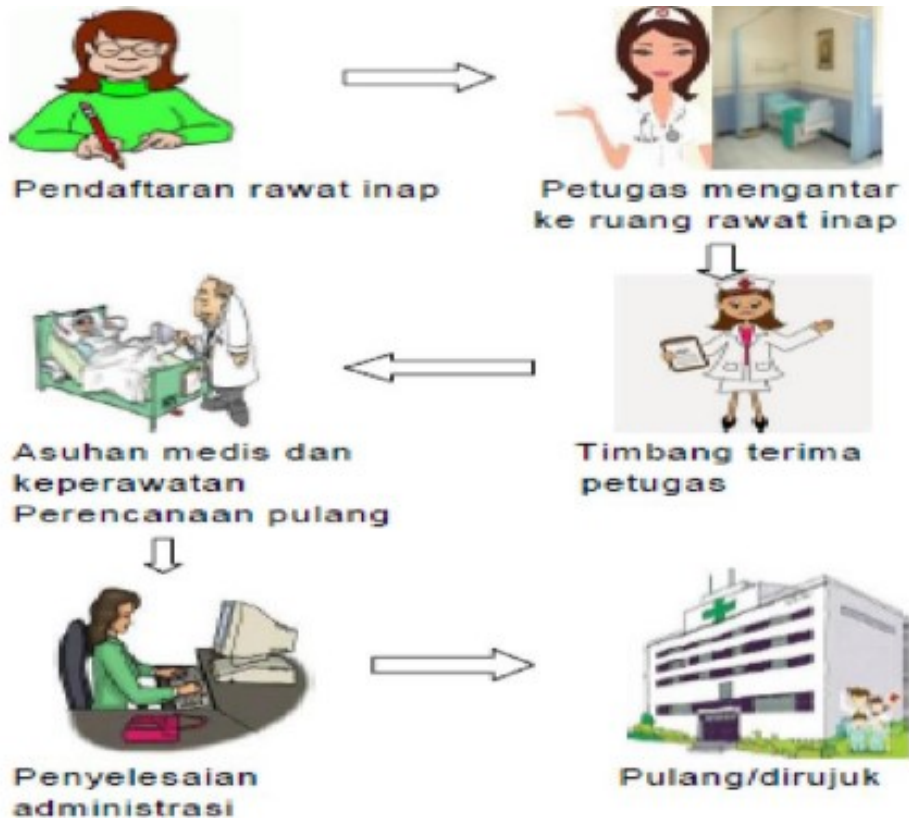 Pendaftaran rawat inap
Petugas mengantar
ke ruang rawat inap
Timbang terima
petugas
Asuhan medis dan
keperawatan
Perencanaan pulang
Penyelesaian
administrasi
Pulang/dirujuk